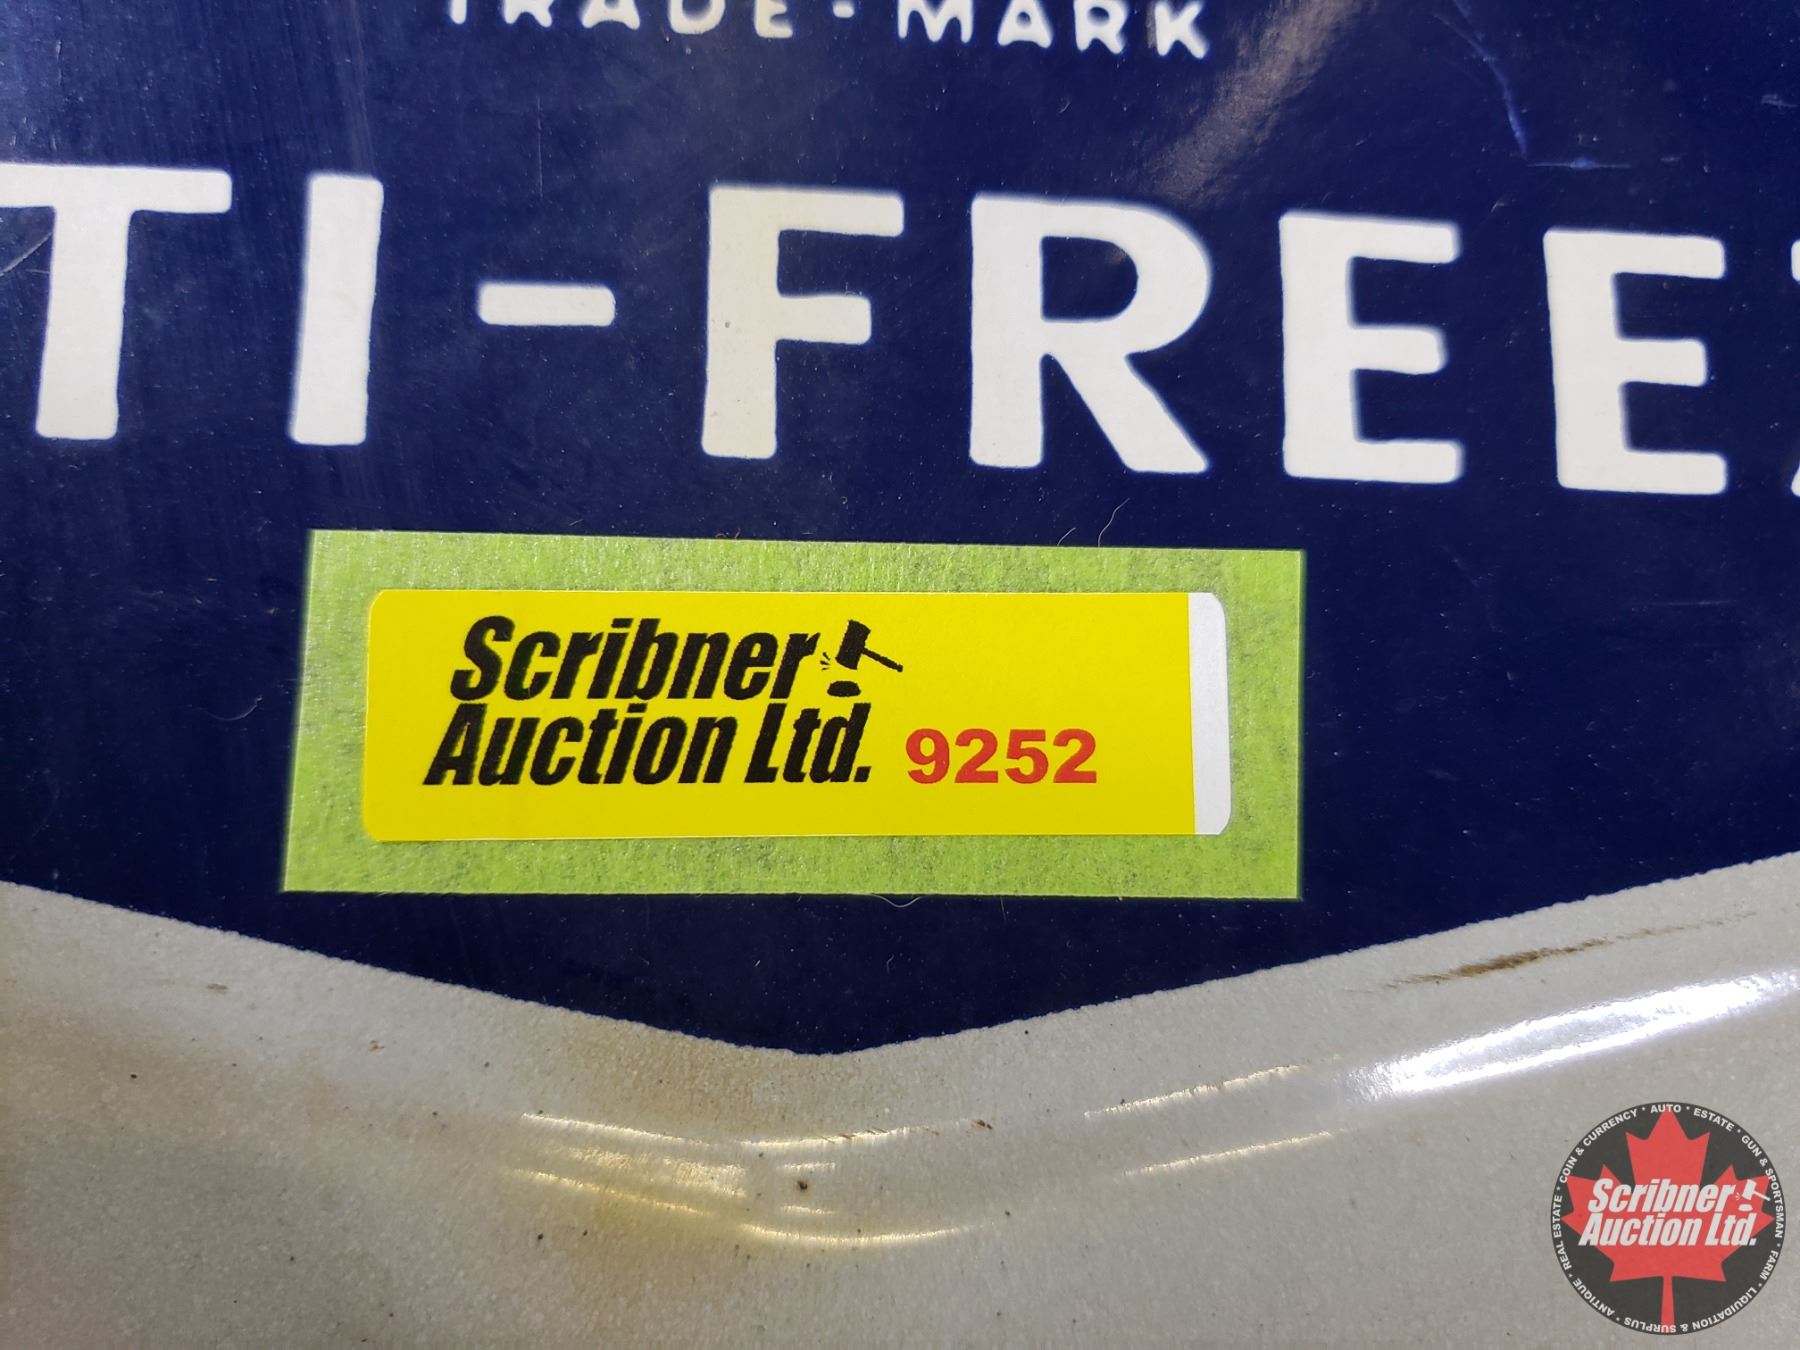 TRADE-MARK
TI-FREEZ
Scribner
Auction Ltd. 9252
Scribner
Auction Ltd.
REAL ESTATE * COIN & CURRENCY * AUTO * ESTATE * GUN & SPORTSMAN * FARM * LIQUIDATION & SURPLUS * ANTIQUE *